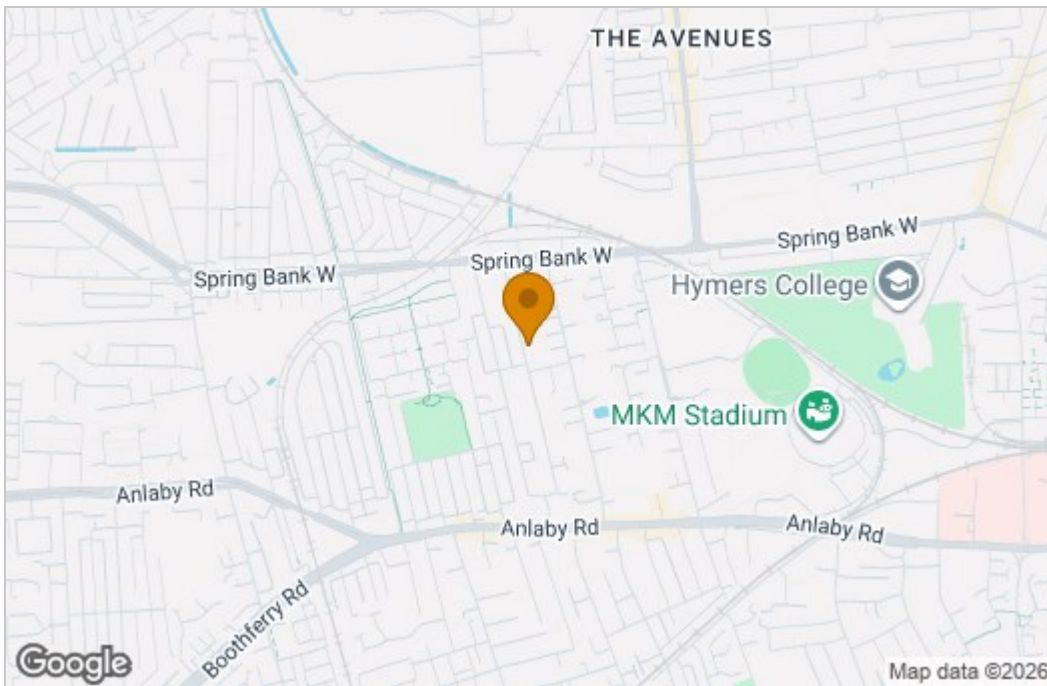 THE AVENUES
Spring Bank W
Spring Bank W
Spring Bank W
Hymers College
MKM Stadium
Anlaby Rd
Anlaby Rd
Anlaby Rd
Boothferry Rd
Google
Map data ©2026